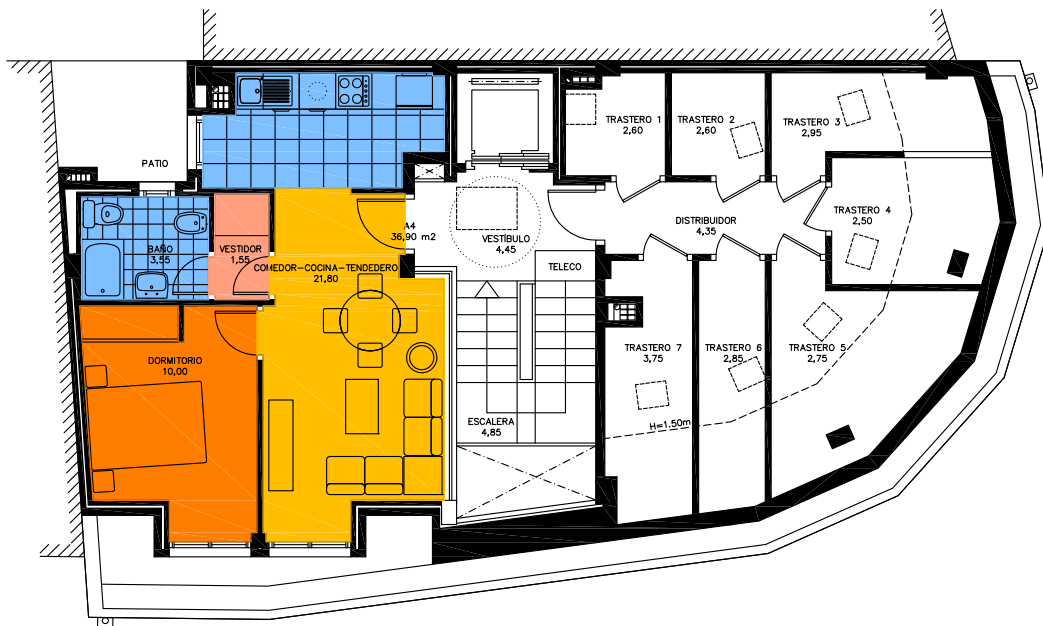 TRASTERO 1
2,60
TRASTERO 2
2,60
TRASTERO 3
2,95
PATIO
TRASTERO 4
2,50
DISTRIBUIDOR
4,35
A4
36,90 m2
VESTÍBULO
4,45
BAÑO
3,55
VESTIDOR
1,55
COMEDOR-COCINA-TENDEDERO
21,80
TELECO
DORMITORIO
10,00
TRASTERO 7
3,75
TRASTERO 6
2,85
TRASTERO 5
2,75
ESCALERA
4,85
H=1.50m